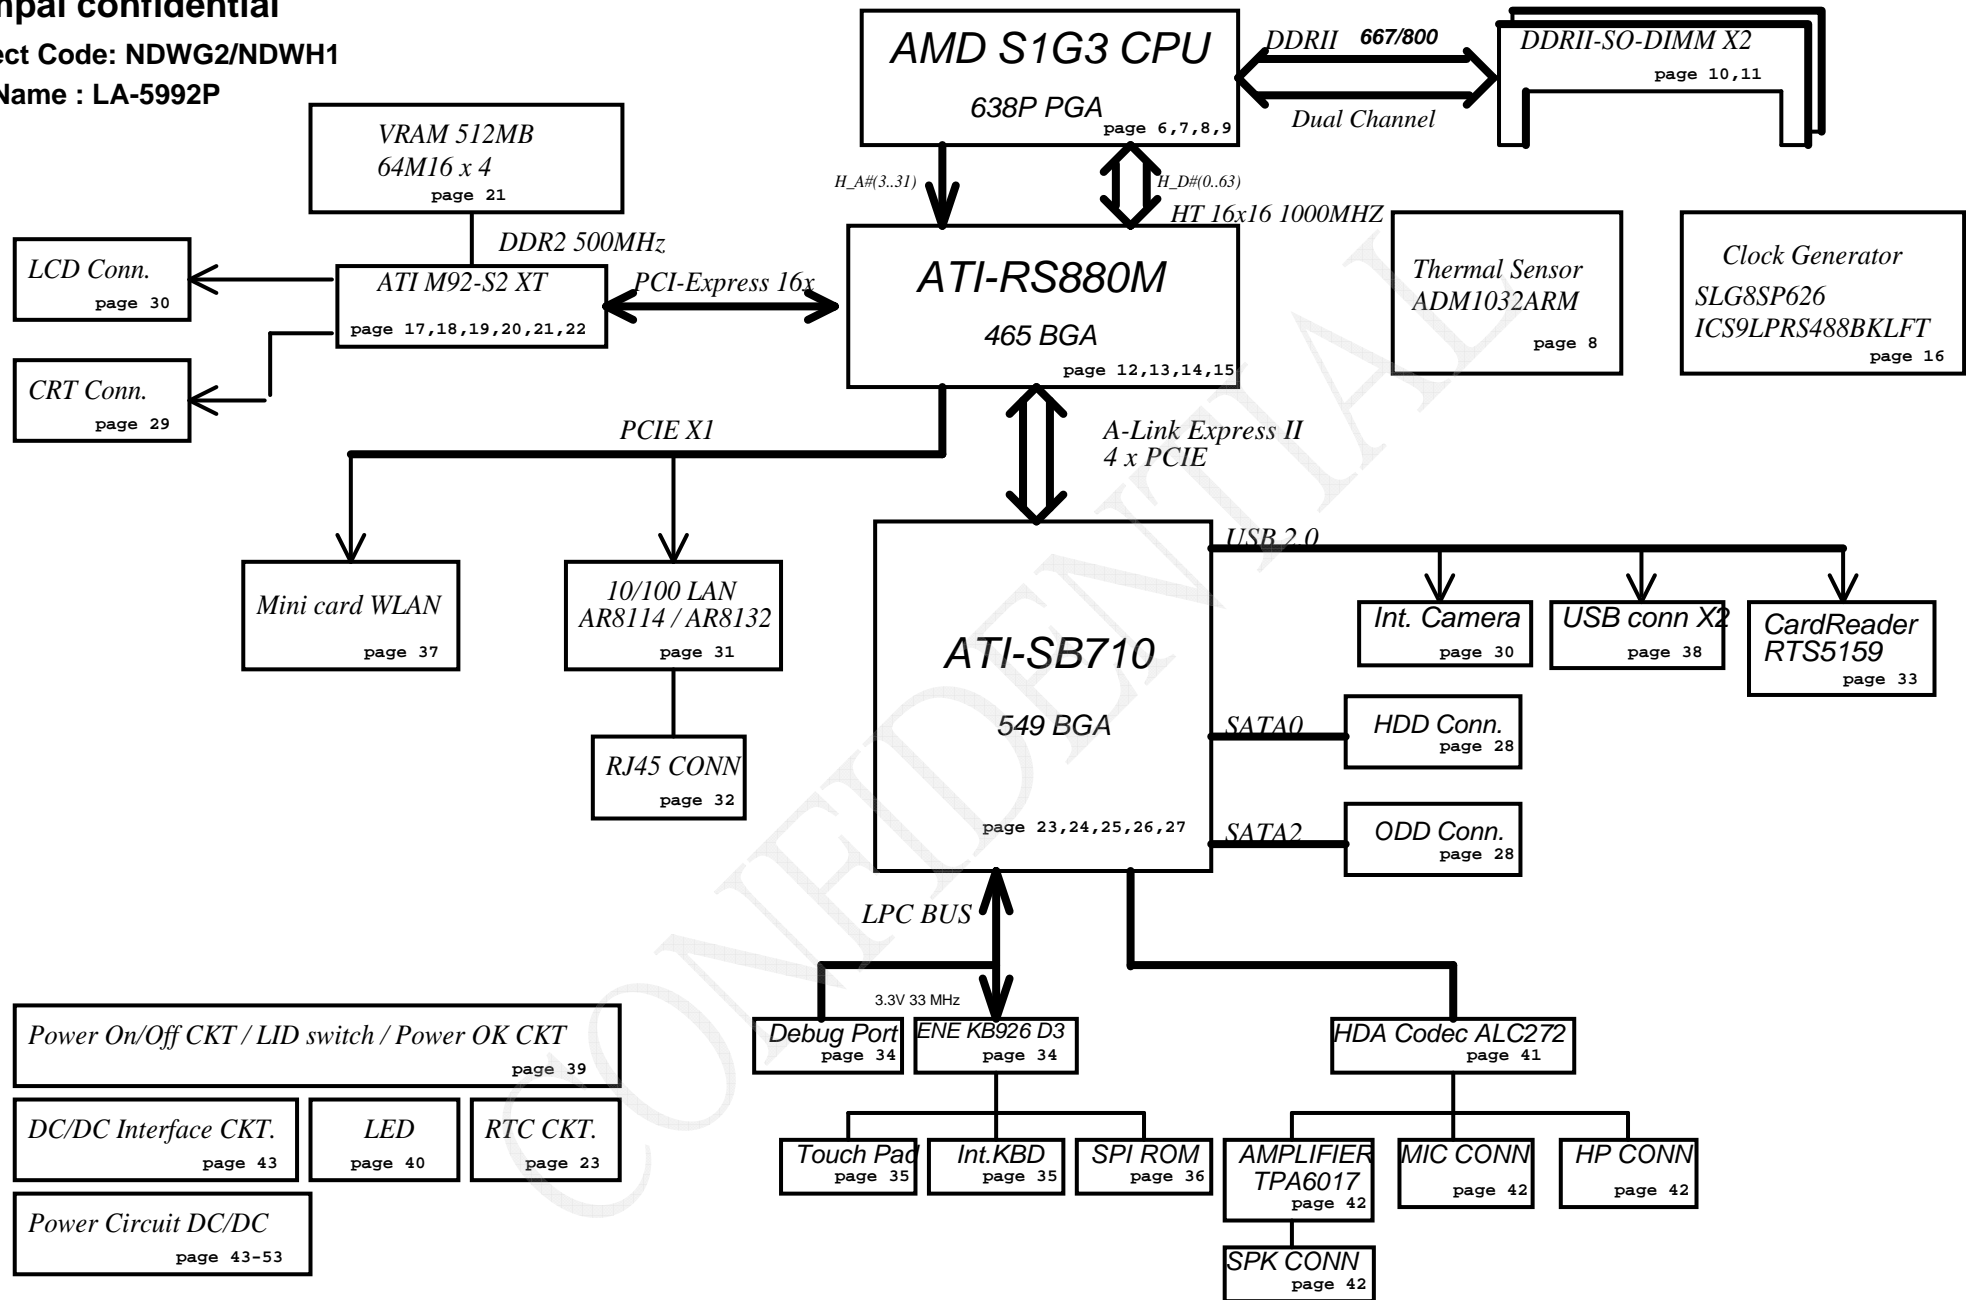 mpal confidential
ect Code: NDWG2/NDWH1
Name : LA-5992P
AMD S1G3 CPU
638P PGA
page 6,7,8,9
DDRII 667/800
Dual Channel
DDRII-SO-DIMM X2
page 10,11
VRAM 512MB
64M16 x 4
page 21
H_A#(3..31)
H_D#(0..63)
HT 16x16 1000MHZ
DDR2 500MHz
LCD Conn.
page 30
ATI M92-S2 XT
page 17,18,19,20,21,22
PCI-Express 16x
ATI-RS880M
465 BGA
page 12,13,14,15
Thermal Sensor
ADM1032ARM
page 8
Clock Generator
SLG8SP626
ICS9LPRS488BKLFT
page 16
CRT Conn.
page 29
PCIE X1
A-Link Express II
4 x PCIE
Mini card WLAN
page 37
10/100 LAN
AR8114 / AR8132
page 31
RJ45 CONN
page 32
ATI-SB710
549 BGA
page 23,24,25,26,27
USB 2.0
Int. Camera
page 30
USB conn X2
page 38
CardReader
RTS5159
page 33
SATA0
HDD Conn.
page 28
SATA2
ODD Conn.
page 28
LPC BUS
3.3V 33 MHz
Debug Port
page 34
ENE KB926 D3
page 34
HDA Codec ALC272
page 41
Touch Pad
page 35
Int.KBD
page 35
SPI ROM
page 36
AMPLIFIER
TPA6017
page 42
MIC CONN
page 42
HP CONN
page 42
SPK CONN
page 42
Power On/Off CKT / LID switch / Power OK CKT
page 39
DC/DC Interface CKT.
page 43
LED
page 40
RTC CKT.
page 23
Power Circuit DC/DC
page 43-53
CONFIDENTIAL